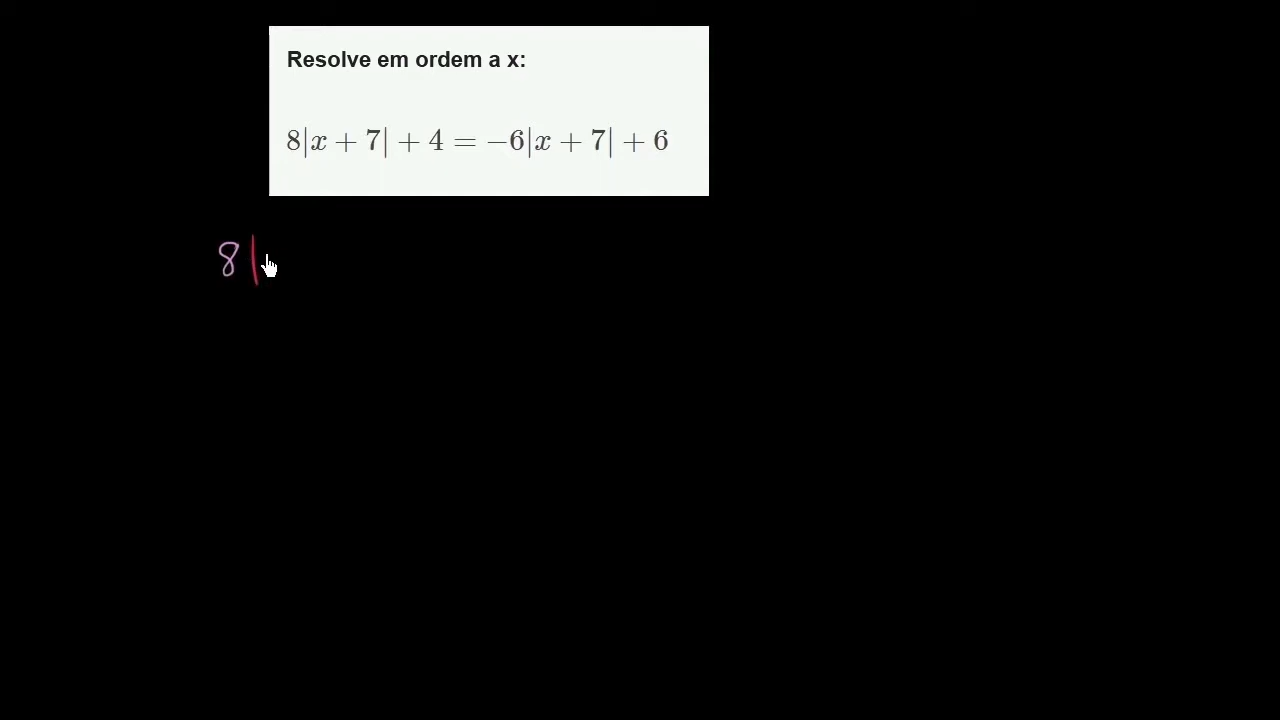 Resolve em ordem a x:
8|x + 7| + 4 = −6|x + 7| + 6
8|